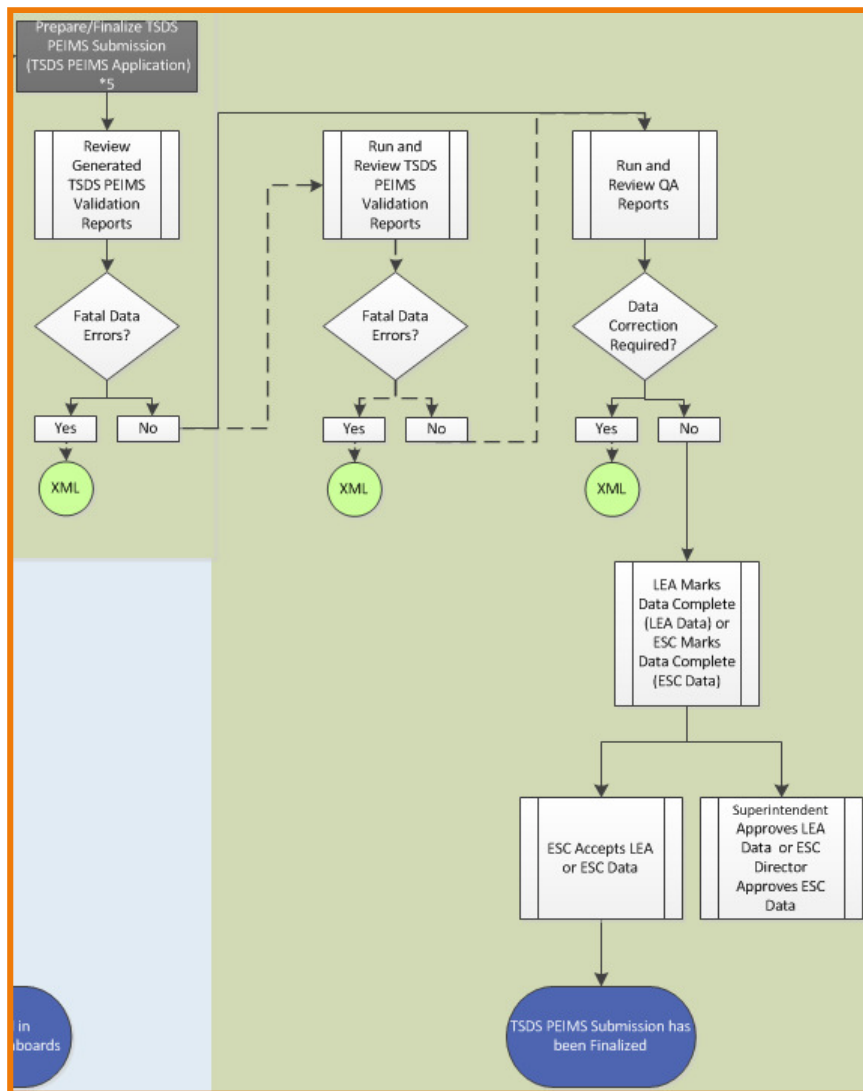 Prepare/Finalize TSDS
PEIMS Submission
(TSDS PEIMS Application)
*5
Review
Generated
TSDS PEIMS
Validation
Reports
Run and
Review TSDS
PEIMS
Validation
Reports
Run and
Review QA
Reports
Fatal Data
Errors?
Fatal Data
Errors?
Data
Correction
Required?
Yes
No
Yes
No
Yes
No
XML
XML
XML
LEA Marks
Data Complete
(LEA Data) or
ESC Marks
Data Complete
(ESC Data)
ESC Accepts LEA
or ESC Data
Superintendent
Approves LEA
Data or ESC
Director
Approves ESC
Data
in
boards
TSDS PEIMS Submission has
been Finalized